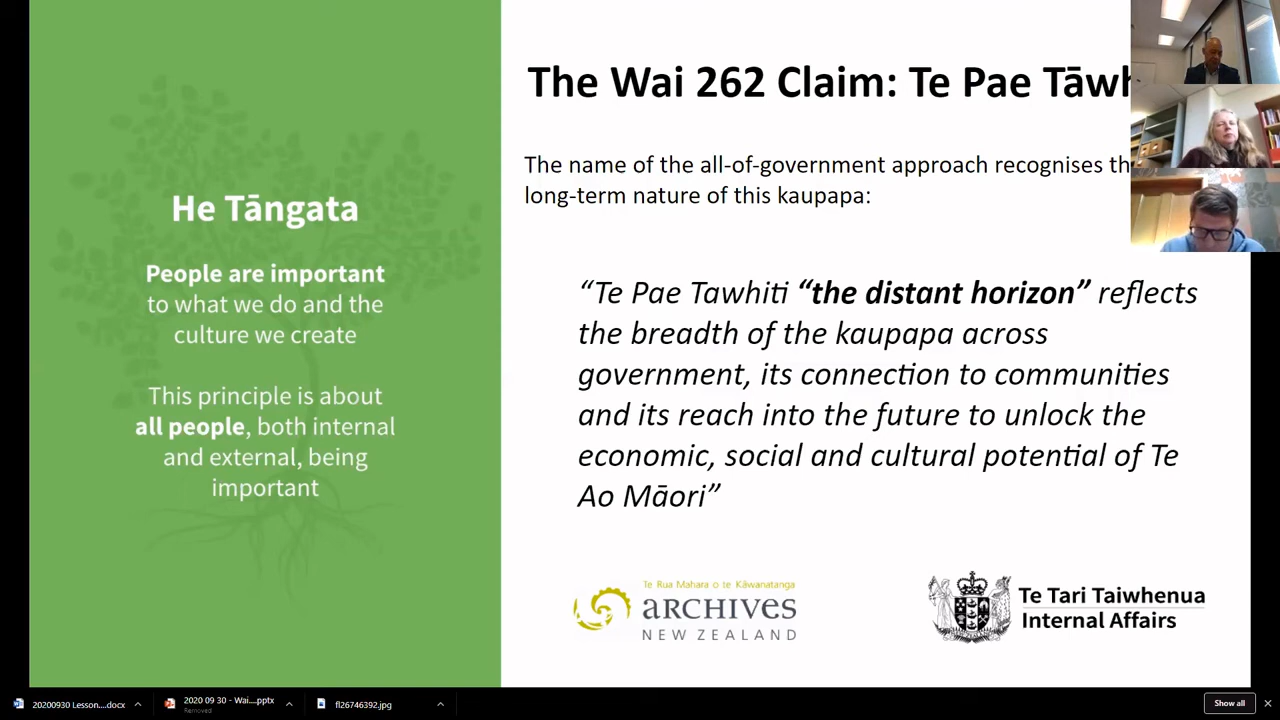 He Tāngata
People are important
to what we do and the
culture we create
This principle is about
all people, both internal
and external, being
important
The Wai 262 Claim: Te Pae Tāwh
The name of the all-of-government approach recognises th
long-term nature of this kaupapa:
“Te Pae Tawhiti “the distant horizon” reflects
the breadth of the kaupapa across
government, its connection to communities
and its reach into the future to unlock the
economic, social and cultural potential of Te
Ao Māori”
Te Rua Mahara o te Kāwanatanga
ARCHIVES
NEW ZEALAND
Te Tari Taiwhenua
Internal Affairs
20200930 Lesson....docx
2020 09 30 - Wai....pptx
Removed
fl26746392.jpg
Show all